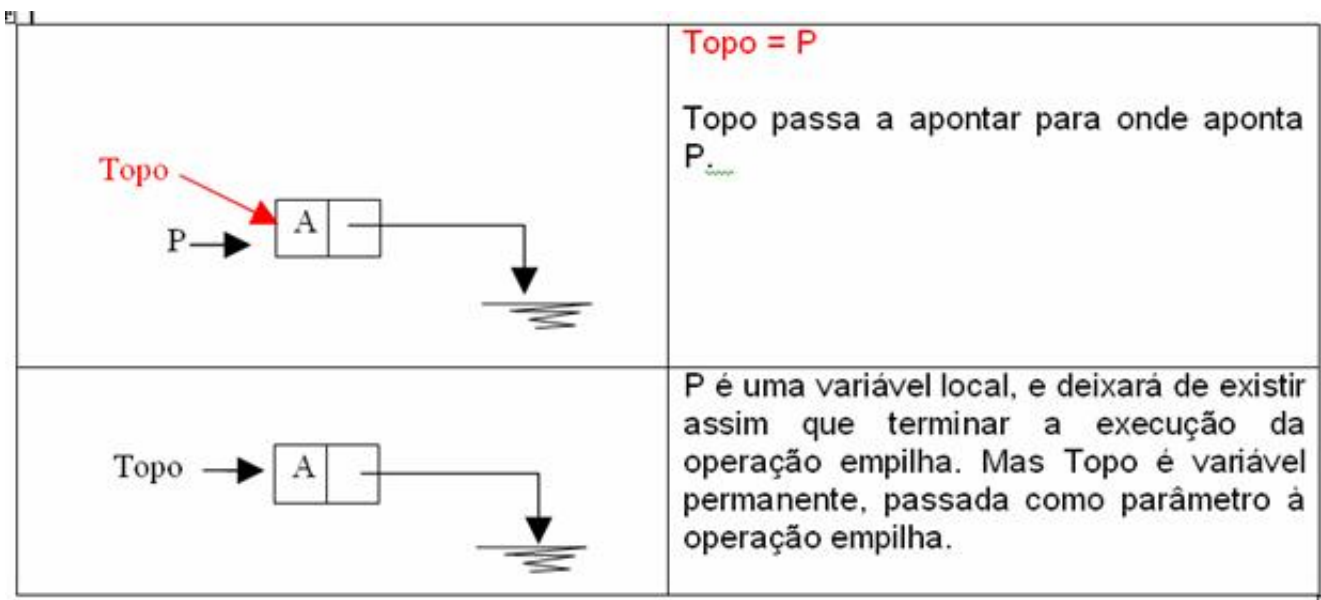 Topo = P
Topo passa a apontar para onde aponta
P.
Topo
A
P
P é uma variável local, e deixará de existir
assim que terminar a execução da
operação empilha. Mas Topo é variável
permanente, passada como parâmetro à
operação empilha.
Topo
A